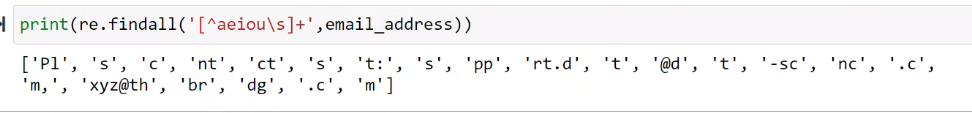 print(re.findall('[^aeiou\s]+',email_address))
['Pl', 's', 'c', 'nt', 'ct', 's', 't:', 's', 'pp', 'rt.d', 't', '@d', 't', '-sc', 'nc', '.c',
'm,', 'xyz@th', 'br', 'dg', '.c', 'm']